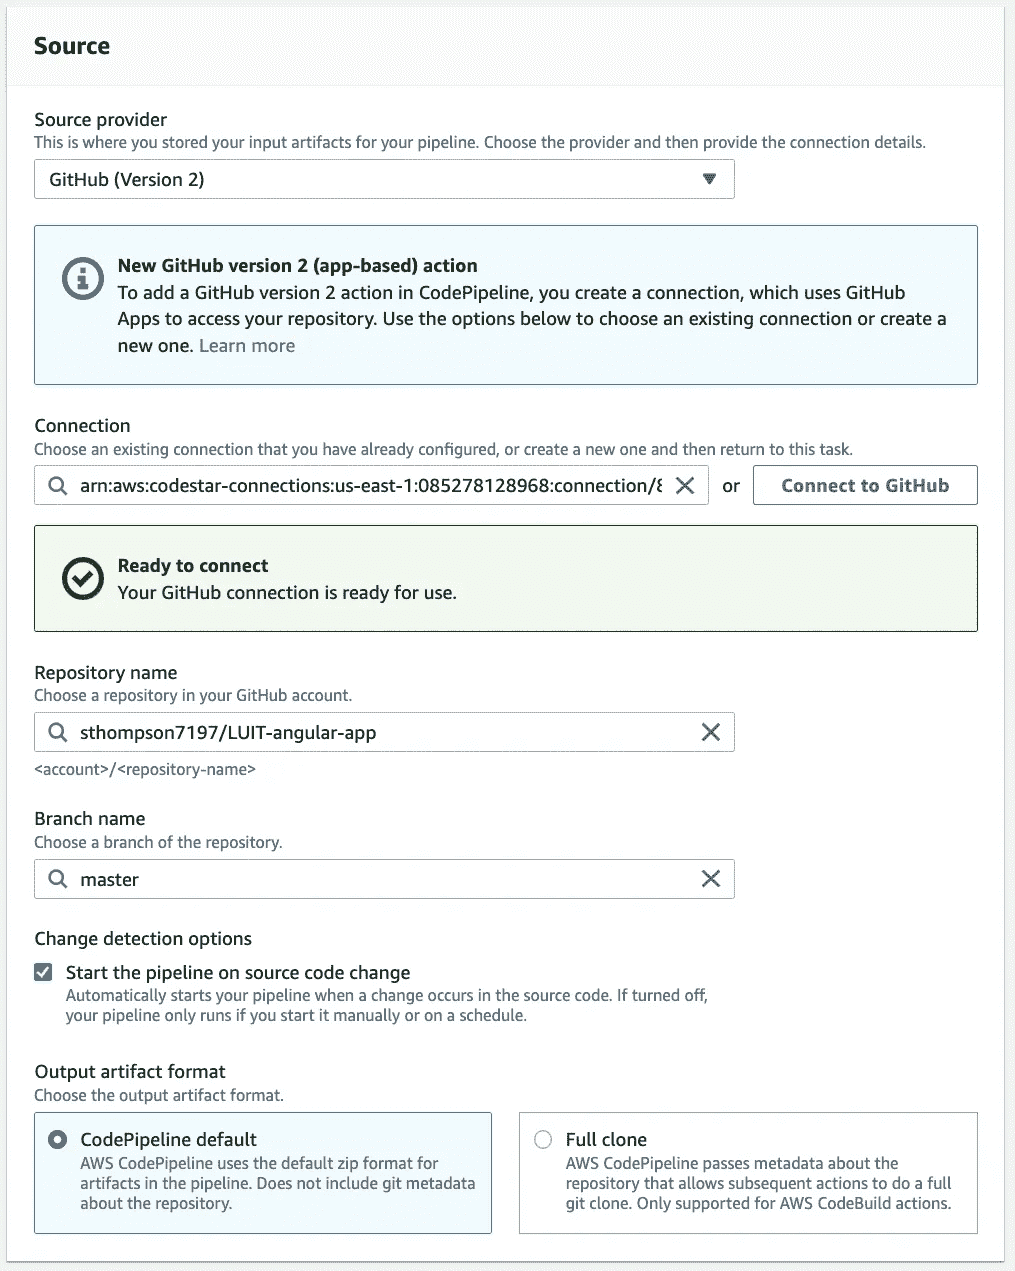 Source
Source provider
This is where you stored your input artifacts for your pipeline. Choose the provider and then provide the connection details.
GitHub (Version 2)
New GitHub version 2 (app-based) action
To add a GitHub version 2 action in CodePipeline, you create a connection, which uses GitHub
Apps to access your repository. Use the options below to choose an existing connection or create a
new one. Learn more
Connection
Choose an existing connection that you have already configured, or create a new one and then return to this task.
arn:aws:codestar-connections:us-east-1:085278128968:connection/8 or Connect to GitHub
Ready to connect
Your GitHub connection is ready for use.
Repository name
Choose a repository in your GitHub account.
sthompson7197/LUIT-angular-app
<account>/<repository-name>
Branch name
Choose a branch of the repository.
master
Change detection options
Start the pipeline on source code change
Automatically starts your pipeline when a change occurs in the source code. If turned off,
your pipeline only runs if you start it manually or on a schedule.
Output artifact format
Choose the output artifact format.
CodePipeline default
AWS CodePipeline uses the default zip format for
artifacts in the pipeline. Does not include git metadata
about the repository.
Full clone
AWS CodePipeline passes metadata about the
repository that allows subsequent actions to do a full
git clone. Only supported for AWS CodeBuild actions.